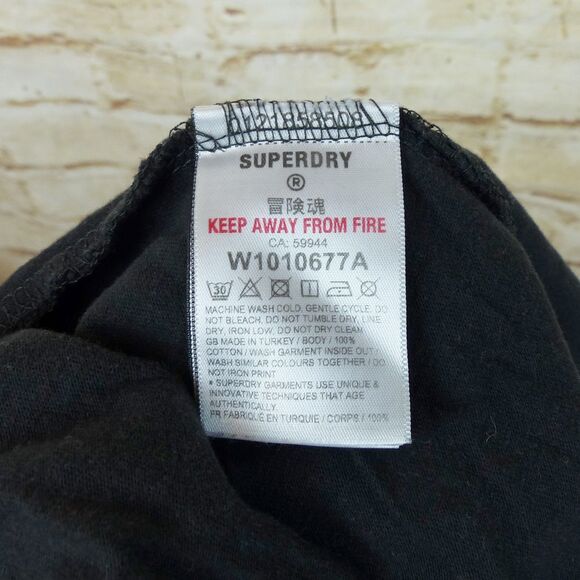 SUPERDRY
®
冒険魂
KEEP AWAY FROM FIRE
CA: 59944
W1010677A
30
MACHINE WASH COLD, GENTLE CYCLE, DO
NOT BLEACH, DO NOT TUMBLE DRY, LINE
DRY, IRON LOW, DO NOT DRY CLEAN
GB MADE IN TURKEY / BODY / 100%
COTTON / WASH GARMENT INSIDE OUT /
WASH SIMILAR COLOURS TOGETHER / DO
NOT IRON PRINT
* SUPERDRY GARMENTS USE UNIQUE &
INNOVATIVE TECHNIQUES THAT AGE
AUTHENTICALLY
FR FABRIQUÉ EN TURQUIE / CORPS / 100%